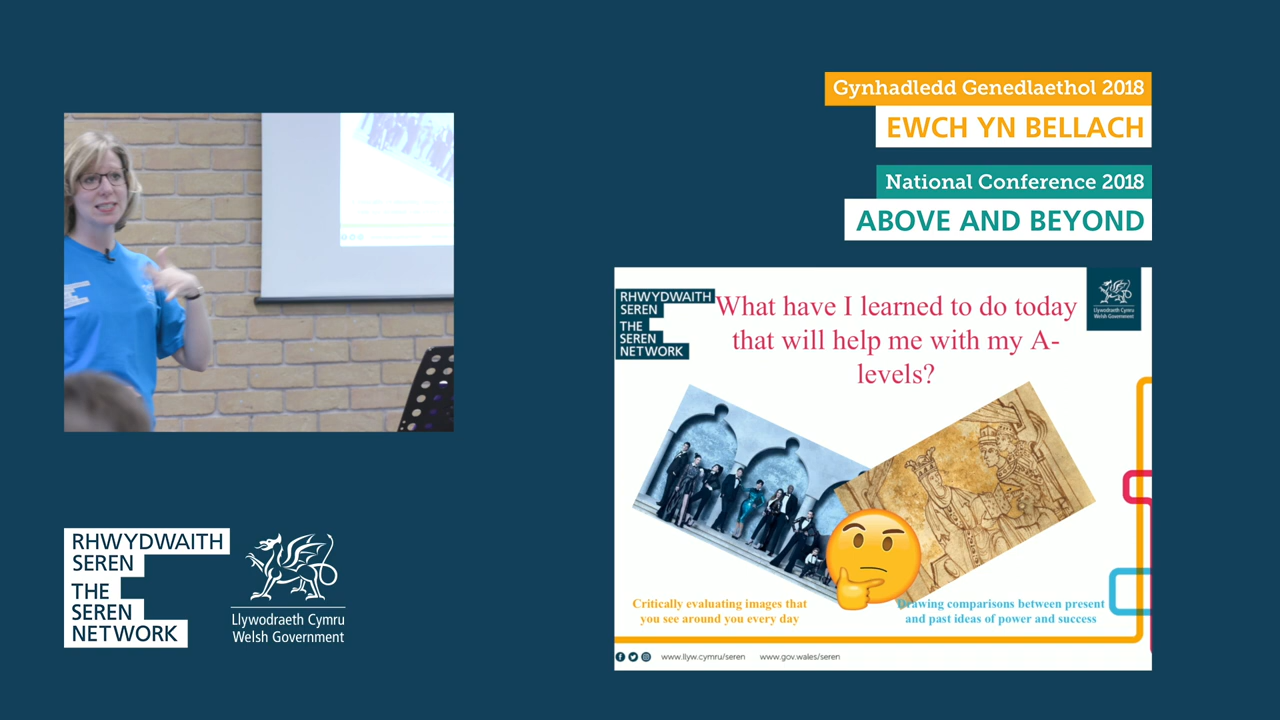 Gynhadledd Genedlaethol 2018
EWCH YN BELLACH
National Conference 2018
ABOVE AND BEYOND
RHWYDWAITH
SEREN
THE
SEREN
NETWORK
Llywodraeth Cymru
Welsh Government
What have I learned to do today
that will help me with my A-
levels?
Critically evaluating images that
you see around you every day
Drawing comparisons between present
and past ideas of power and success
www.llyw.cymru/seren www.gov.wales/seren
RHWYDWAITH
SEREN
THE
SEREN
NETWORK
Llywodraeth Cymru
Welsh Government